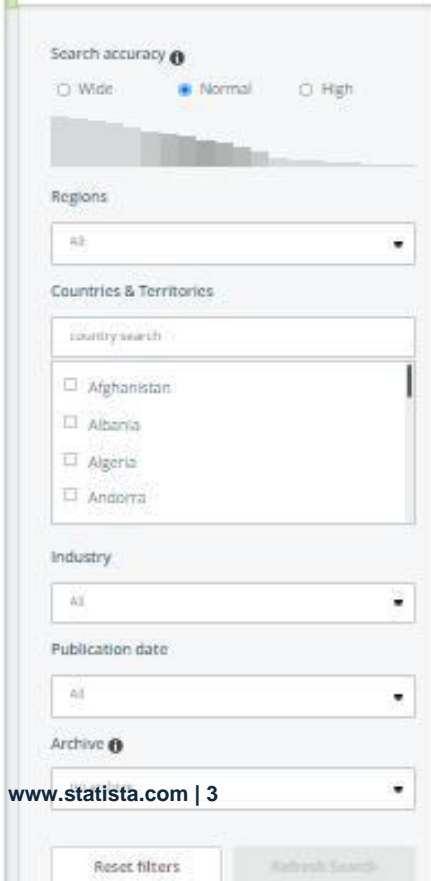 Search accuracy
Wide Normal High
Regions
All
Countries & Territories
country search
Afghanistan
Albania
Algeria
Andorra
Industry
All
Publication date
All
Archive
www.statista.com | 3
Reset filters Refresh Search